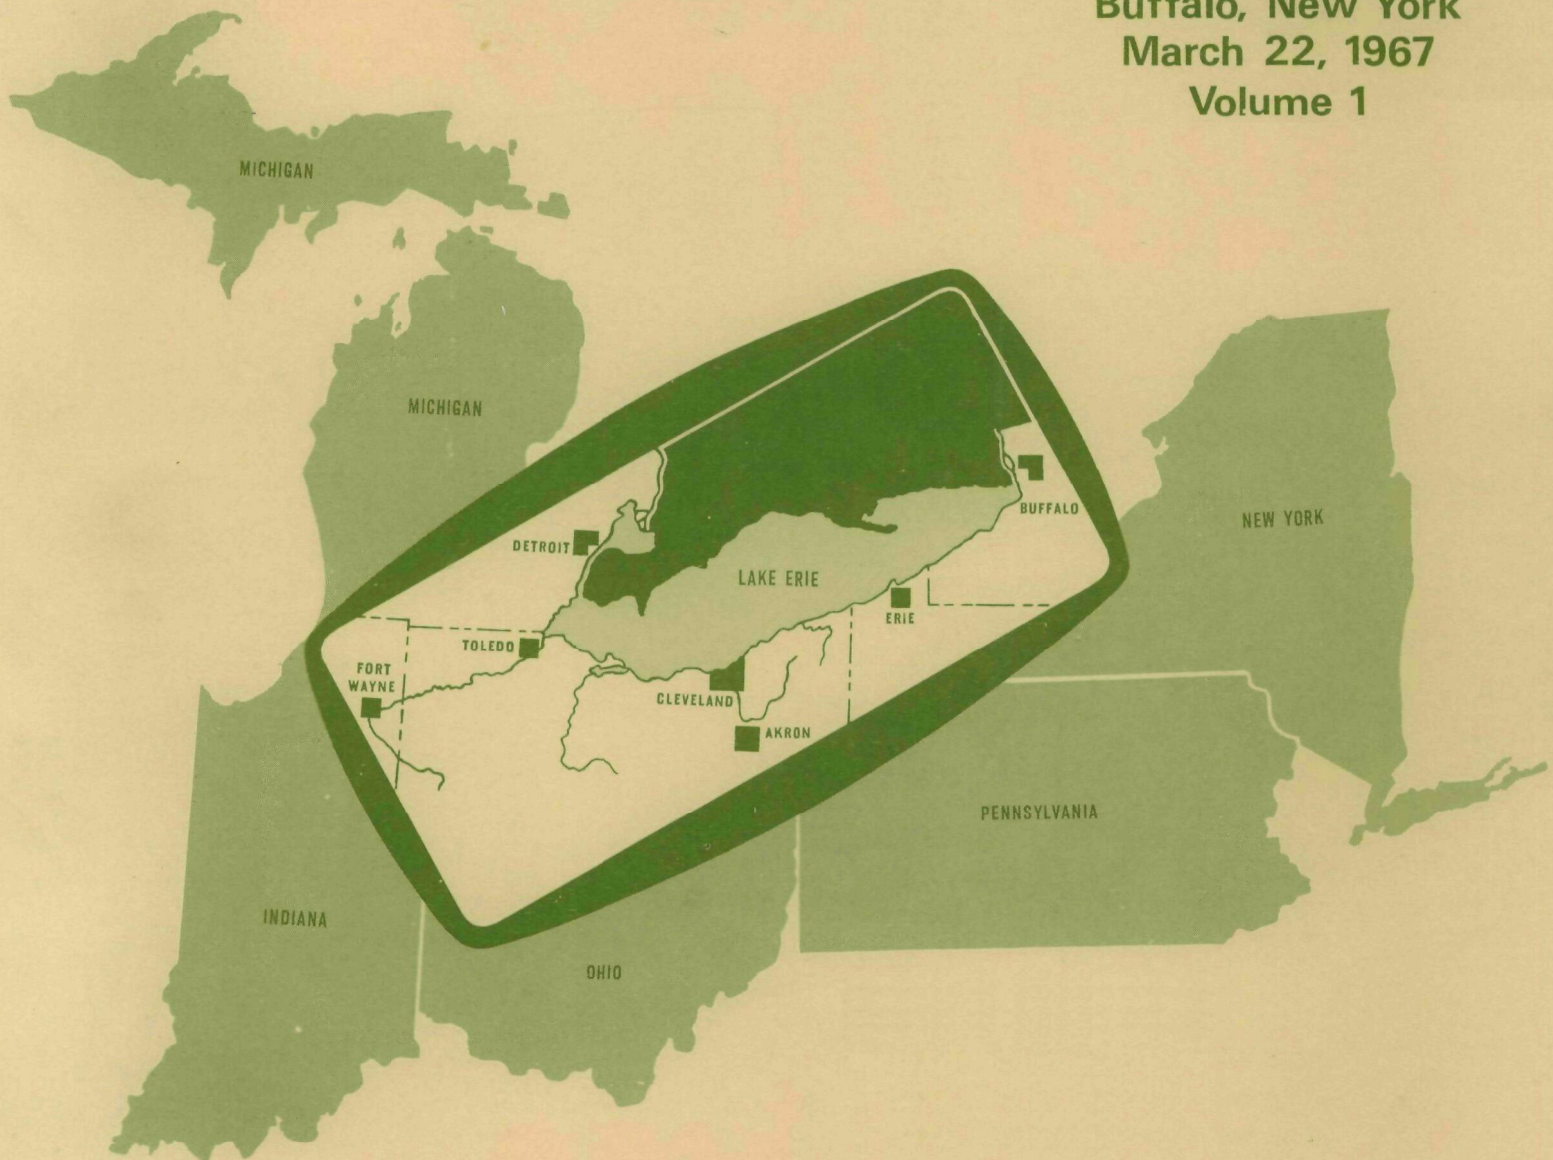 Buffalo, New York
March 22, 1967
Volume 1
MICHIGAN
MICHIGAN
NEW YORK
BUFFALO
DETROIT
LAKE ERIE
ERIE
TOLEDO
FORT
WAYNE
CLEVELAND
AKRON
PENNSYLVANIA
INDIANA
OHIO